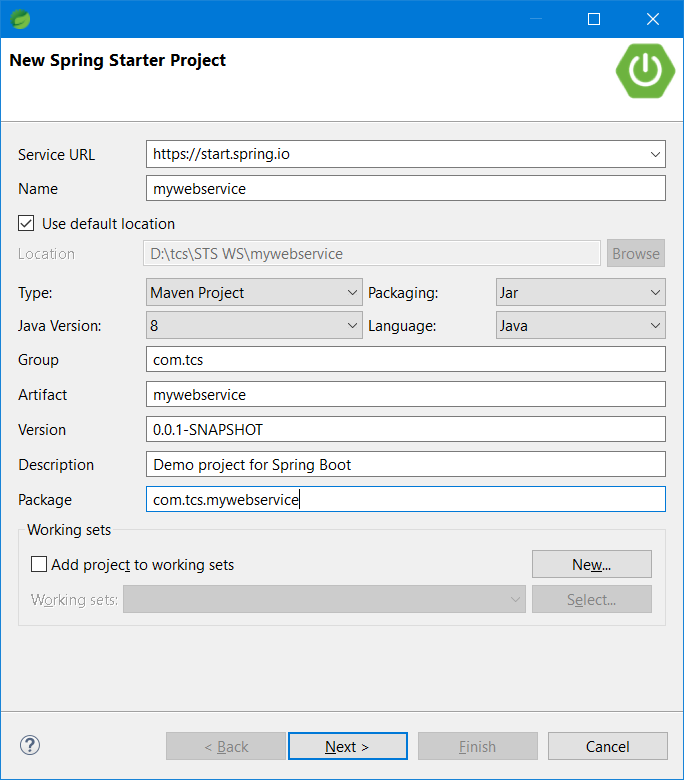 New Spring Starter Project
Service URL https://start.spring.io
Name mywebservice
Use default location
Location D:\tcs\STS WS\mywebservice Browse
Type: Maven Project Packaging: Jar
Java Version: 8 Language: Java
Group com.tcs
Artifact mywebservice
Version 0.0.1-SNAPSHOT
Description Demo project for Spring Boot
Package com.tcs.mywebservice
Working sets
Add project to working sets New...
Working sets: Select...
? < Back Next > Finish Cancel